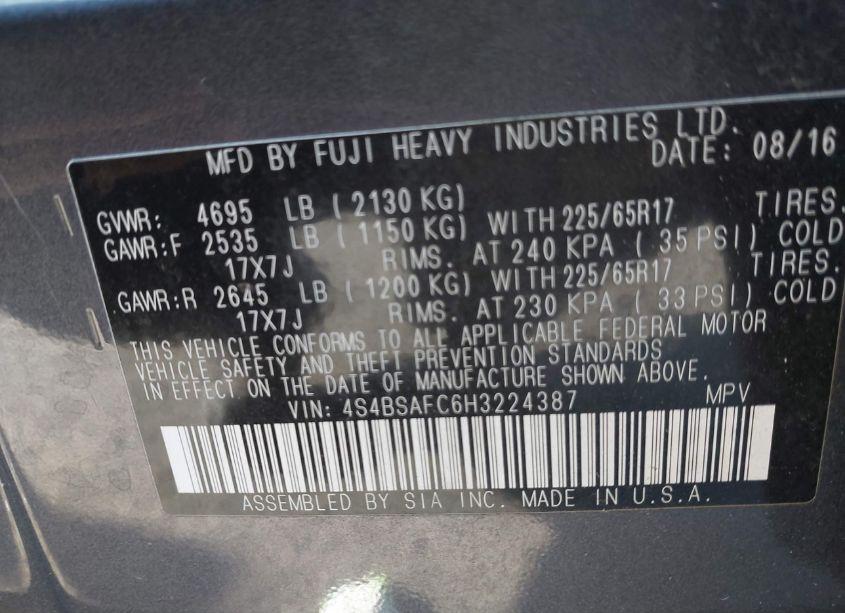 MFD BY FUJI HEAVY INDUSTRIES LTD.
DATE: 08/16
GVWR: 4695 LB ( 2130 KG)
GAWR:F 2535 LB ( 1150 KG) WITH 225/65R17 TIRES.
17X7J RIMS. AT 240 KPA ( 35 PSI) COLD
GAWR:R 2645 LB ( 1200 KG) WITH 225/65R17 TIRES.
17X7J RIMS. AT 230 KPA ( 33 PSI) COLD
THIS VEHICLE CONFORMS TO ALL APPLICABLE FEDERAL MOTOR
VEHICLE SAFETY AND THEFT PREVENTION STANDARDS
IN EFFECT ON THE DATE OF MANUFACTURE SHOWN ABOVE.
VIN: 4S4BSAFC6H3224387 MPV
ASSEMBLED BY SIA INC. MADE IN U.S.A.